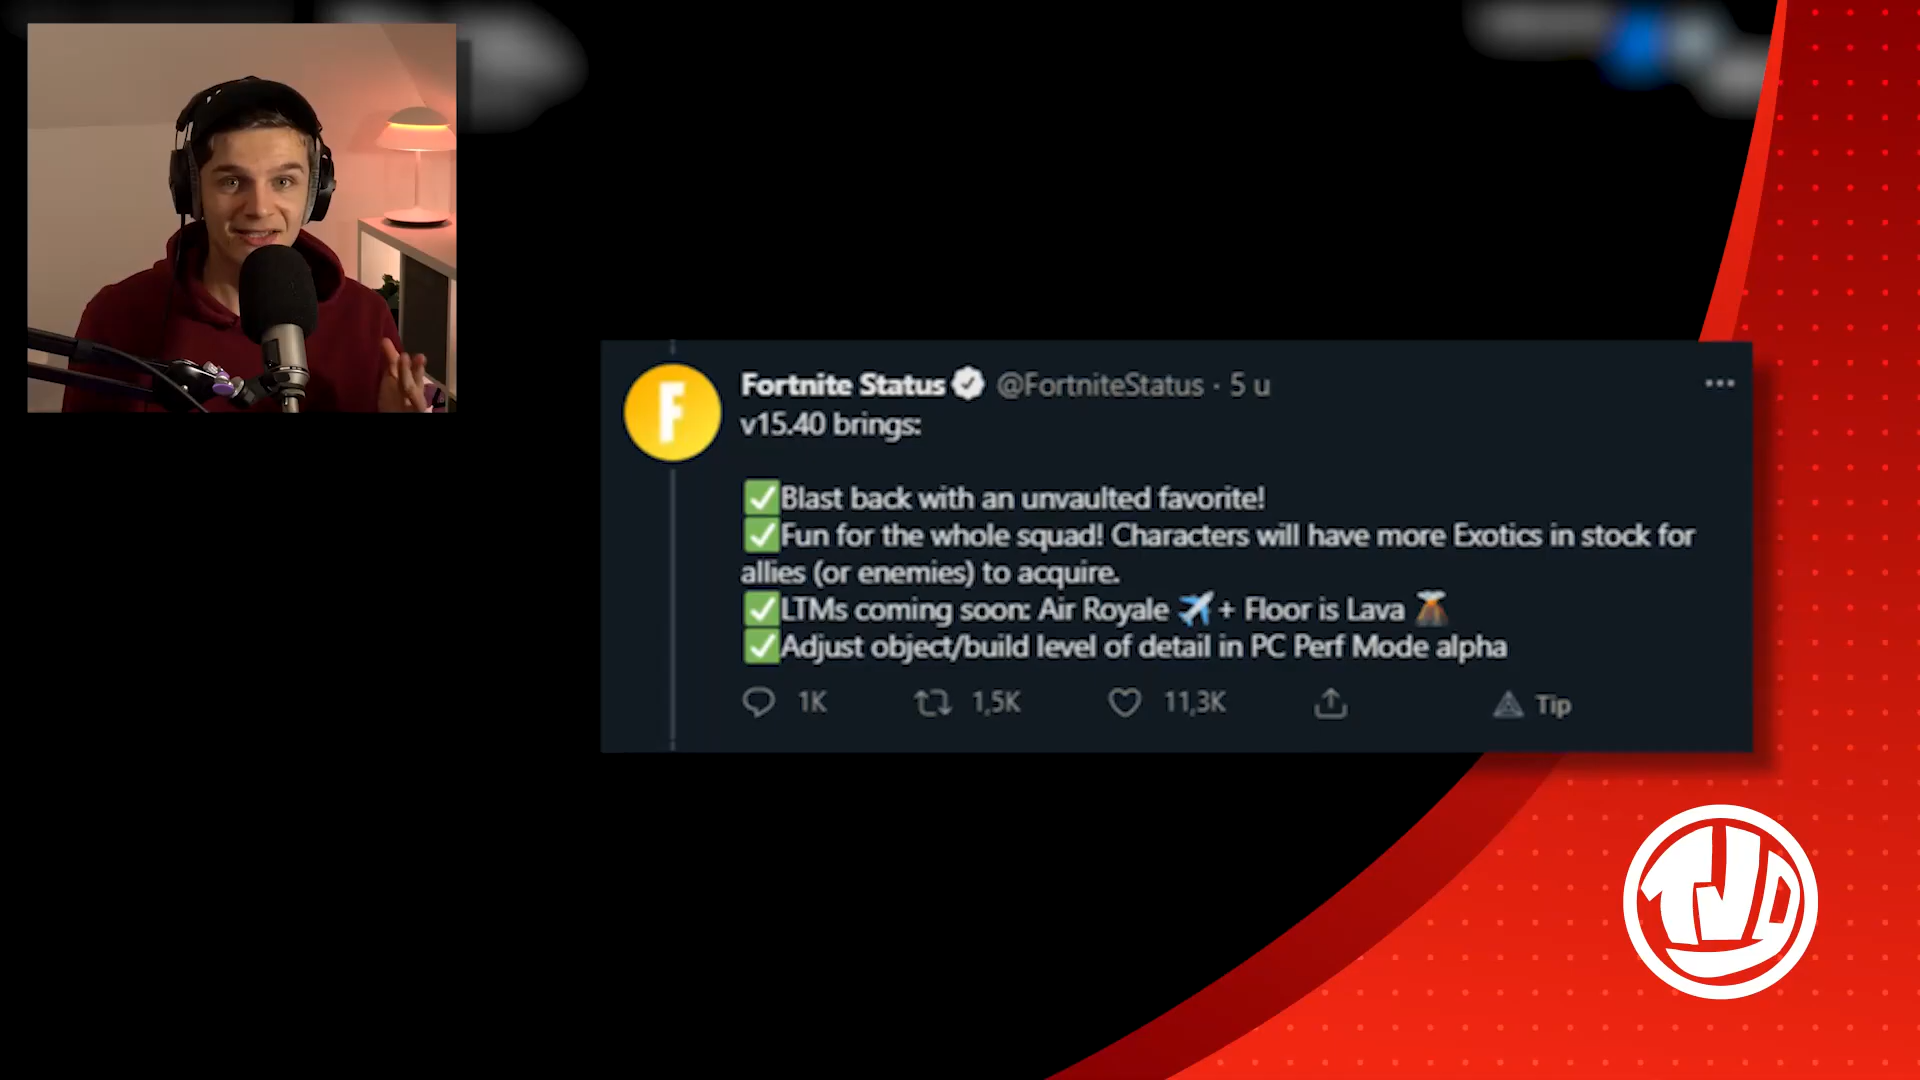 Fortnite Status @FortniteStatus · 5 u
v15.40 brings:
✅Blast back with an unvaulted favorite!
✅Fun for the whole squad! Characters will have more Exotics in stock for
allies (or enemies) to acquire.
✅LTMs coming soon: Air Royale ✈️ + Floor is Lava 🌋
✅Adjust object/build level of detail in PC Perf Mode alpha
1K 1,5K 11,3K Tip
TJD